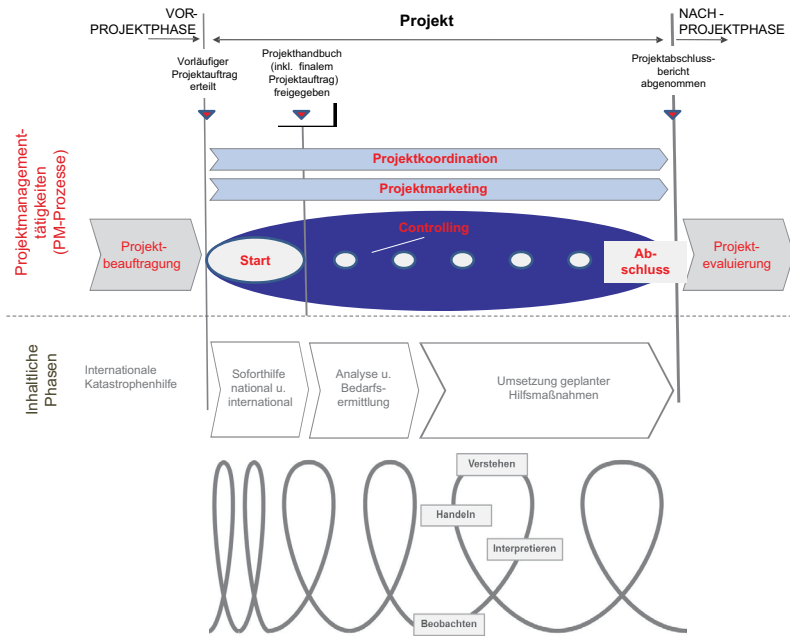 VOR-
PROJEKTPHASE
Projekt
NACH -
PROJEKTPHASE
Vorläufiger
Projektauftrag
erteilt
Projekthandbuch
(inkl. finalem
Projektauftrag)
freigegeben
Projektabschluss-
bericht
abgenommen
Projektmanagement-
tätigkeiten
(PM-Prozesse)
Projektkoordination
Projektmarketing
Projekt-
beauftragung
Start
Controlling
Ab-
schluss
Projekt-
evaluierung
Inhaltliche
Phasen
Internationale
Katastrophenhilfe
Soforthilfe
national u.
international
Analyse u.
Bedarfs-
ermittlung
Umsetzung geplanter
Hilfsmaßnahmen
Verstehen
Handeln
Interpretieren
Beobachten